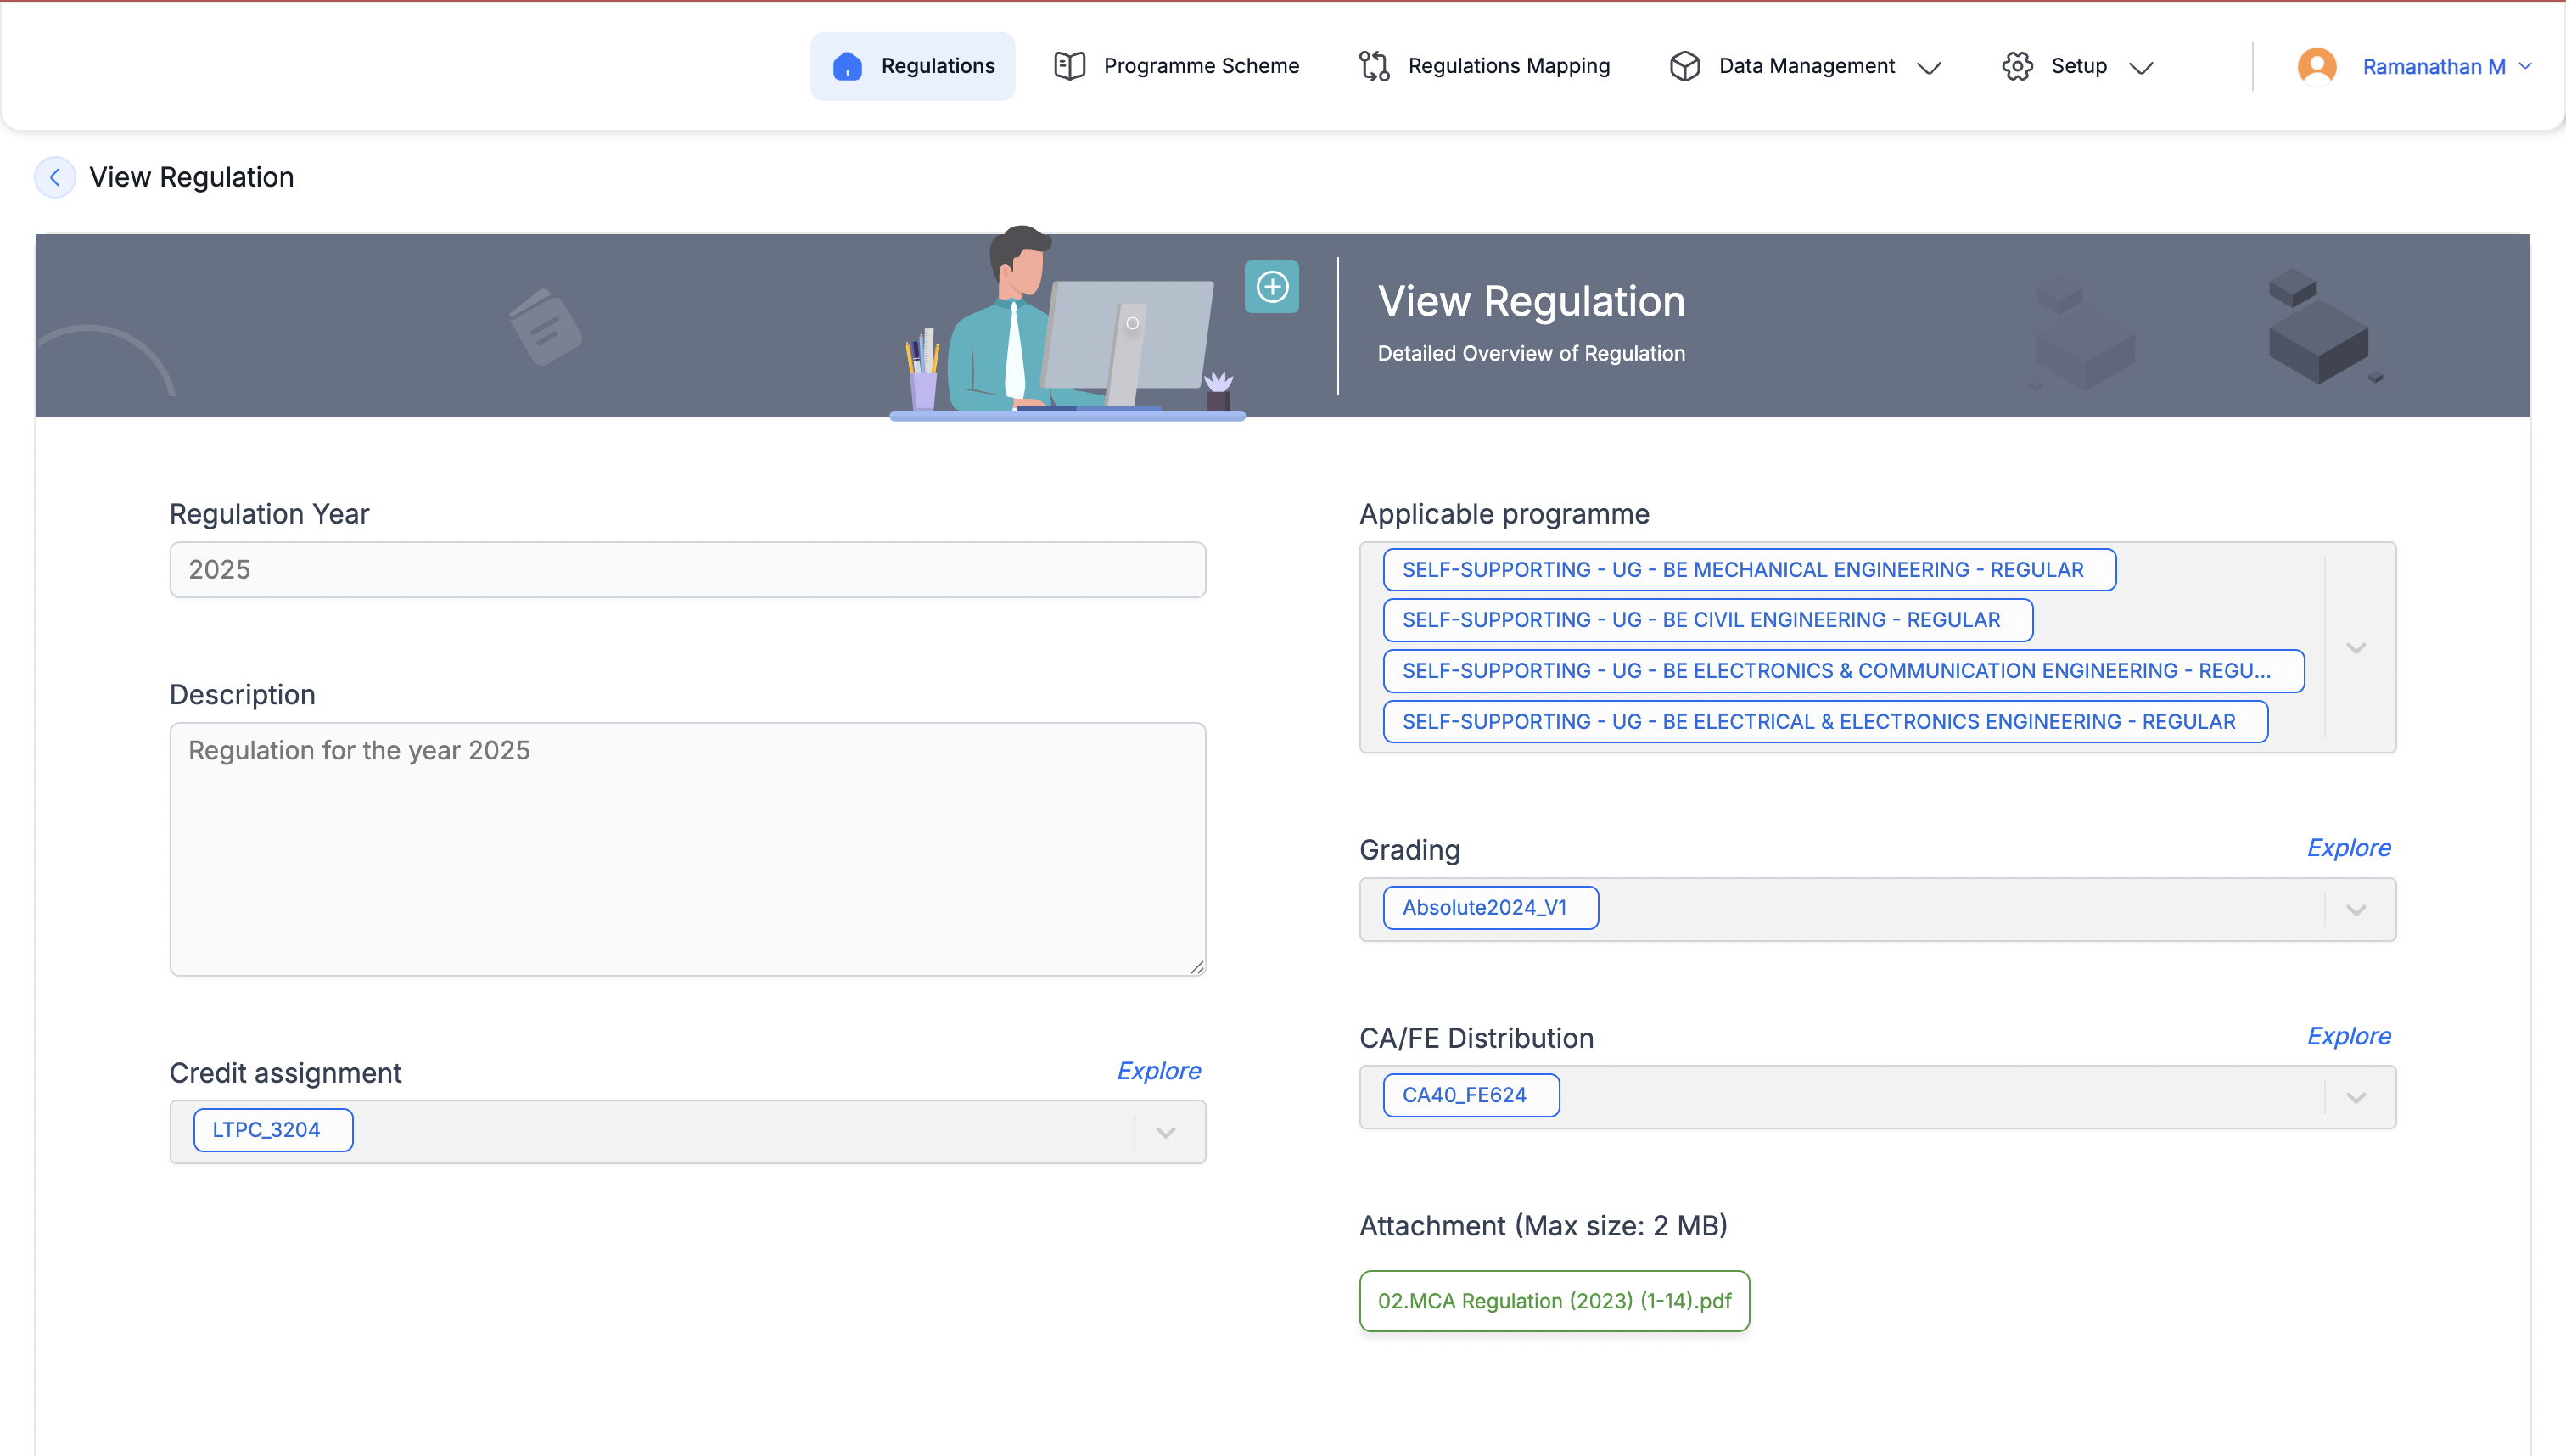 Regulations
Programme Scheme
Regulations Mapping
Data Management
Setup
Ramanathan M
View Regulation
View Regulation
Detailed Overview of Regulation
Regulation Year
2025
Description
Regulation for the year 2025
Credit assignment
Explore
LTPC_3204
Applicable programme
SELF-SUPPORTING - UG - BE MECHANICAL ENGINEERING - REGULAR
SELF-SUPPORTING - UG - BE CIVIL ENGINEERING - REGULAR
SELF-SUPPORTING - UG - BE ELECTRONICS & COMMUNICATION ENGINEERING - REGU...
SELF-SUPPORTING - UG - BE ELECTRICAL & ELECTRONICS ENGINEERING - REGULAR
Grading
Explore
Absolute2024_V1
CA/FE Distribution
Explore
CA40_FE624
Attachment (Max size: 2 MB)
02.MCA Regulation (2023) (1-14).pdf